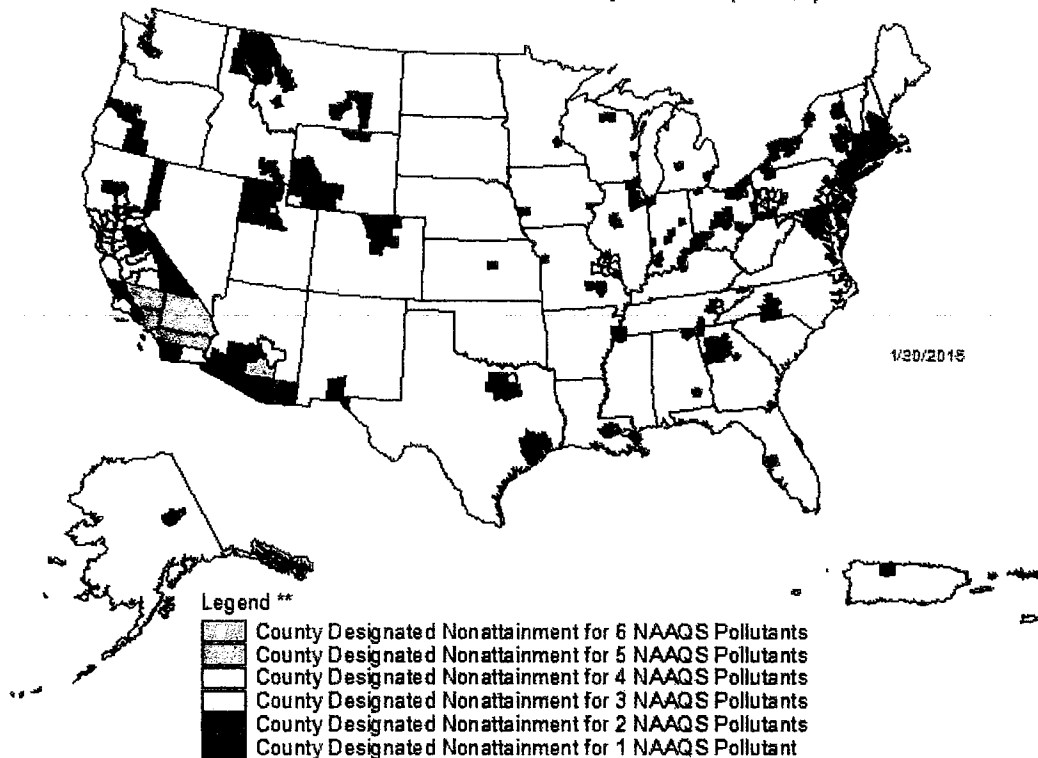 1/30/2015
Legend **
County Designated Nonattainment for 6 NAAQS Pollutants
County Designated Nonattainment for 5 NAAQS Pollutants
County Designated Nonattainment for 4 NAAQS Pollutants
County Designated Nonattainment for 3 NAAQS Pollutants
County Designated Nonattainment for 2 NAAQS Pollutants
County Designated Nonattainment for 1 NAAQS Pollutant